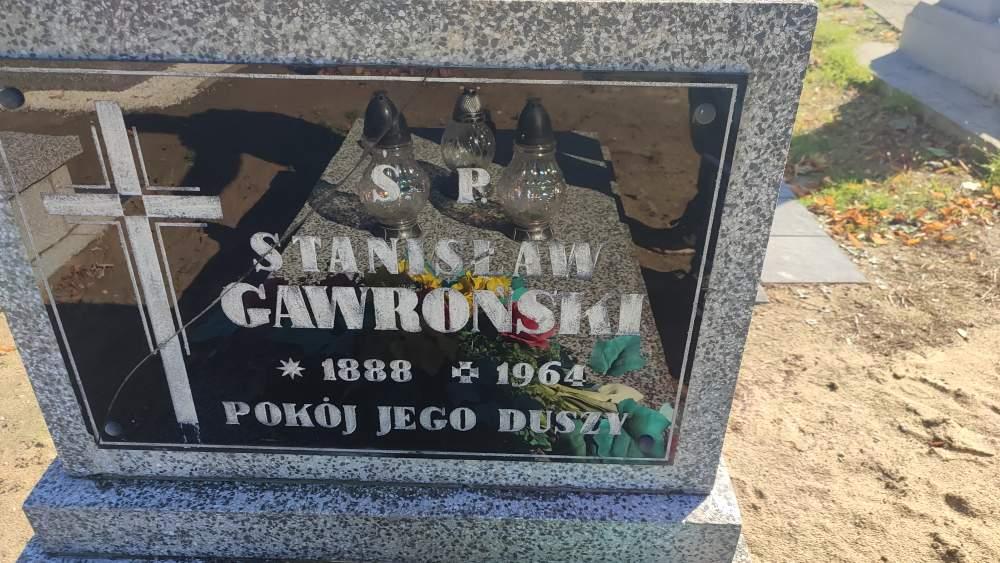 Ś. P.
STANISŁAW
GAWROŃSKI
* 1888 ✠ 1964
POKÓJ JEGO DUSZY